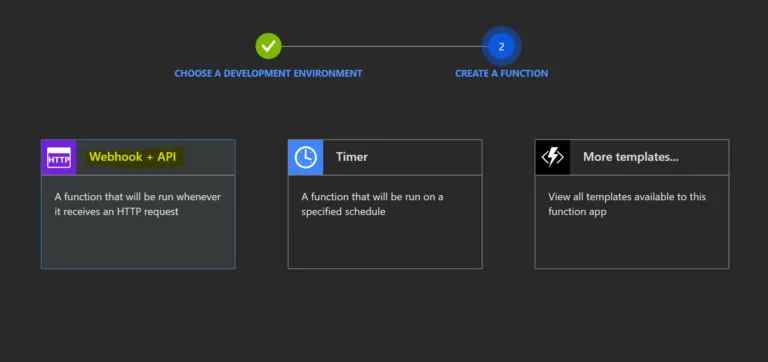 2
CHOOSE A DEVELOPMENT ENVIRONMENT
CREATE A FUNCTION
HTTP
Webhook + API
A function that will be run whenever
it receives an HTTP request
Timer
A function that will be run on a
specified schedule
More templates...
View all templates available to this
function app